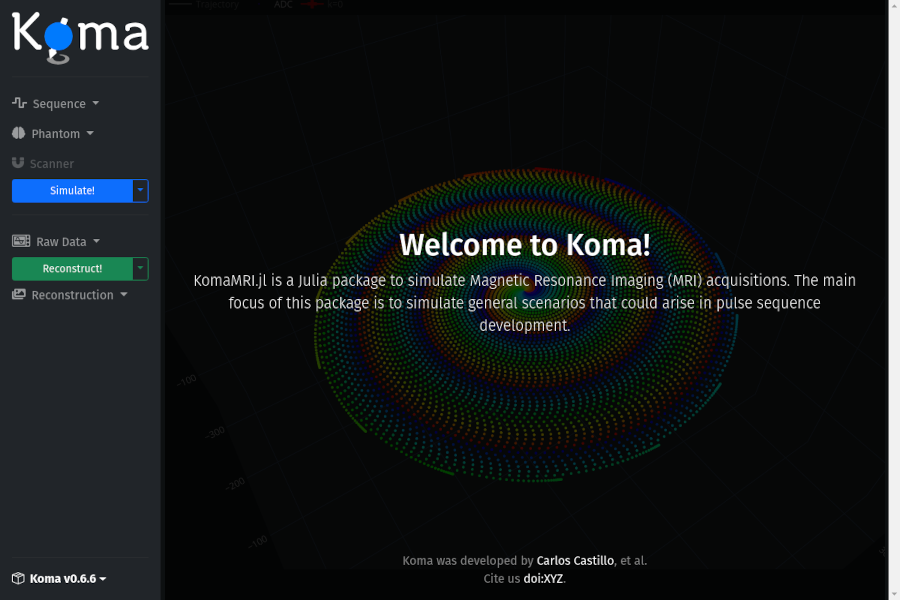 Koma
Sequence
Phantom
Scanner
Simulate!
Raw Data
Reconstruct!
Reconstruction
Koma v0.6.6
Trajectory ADC k=0
Welcome to Koma!
KomaMRI.jl is a Julia package to simulate Magnetic Resonance Imaging (MRI) acquisitions. The main
focus of this package is to simulate general scenarios that could arise in pulse sequence
development.
-100
-300
-200
-100
Koma was developed by Carlos Castillo, et al.
Cite us doi:XYZ.